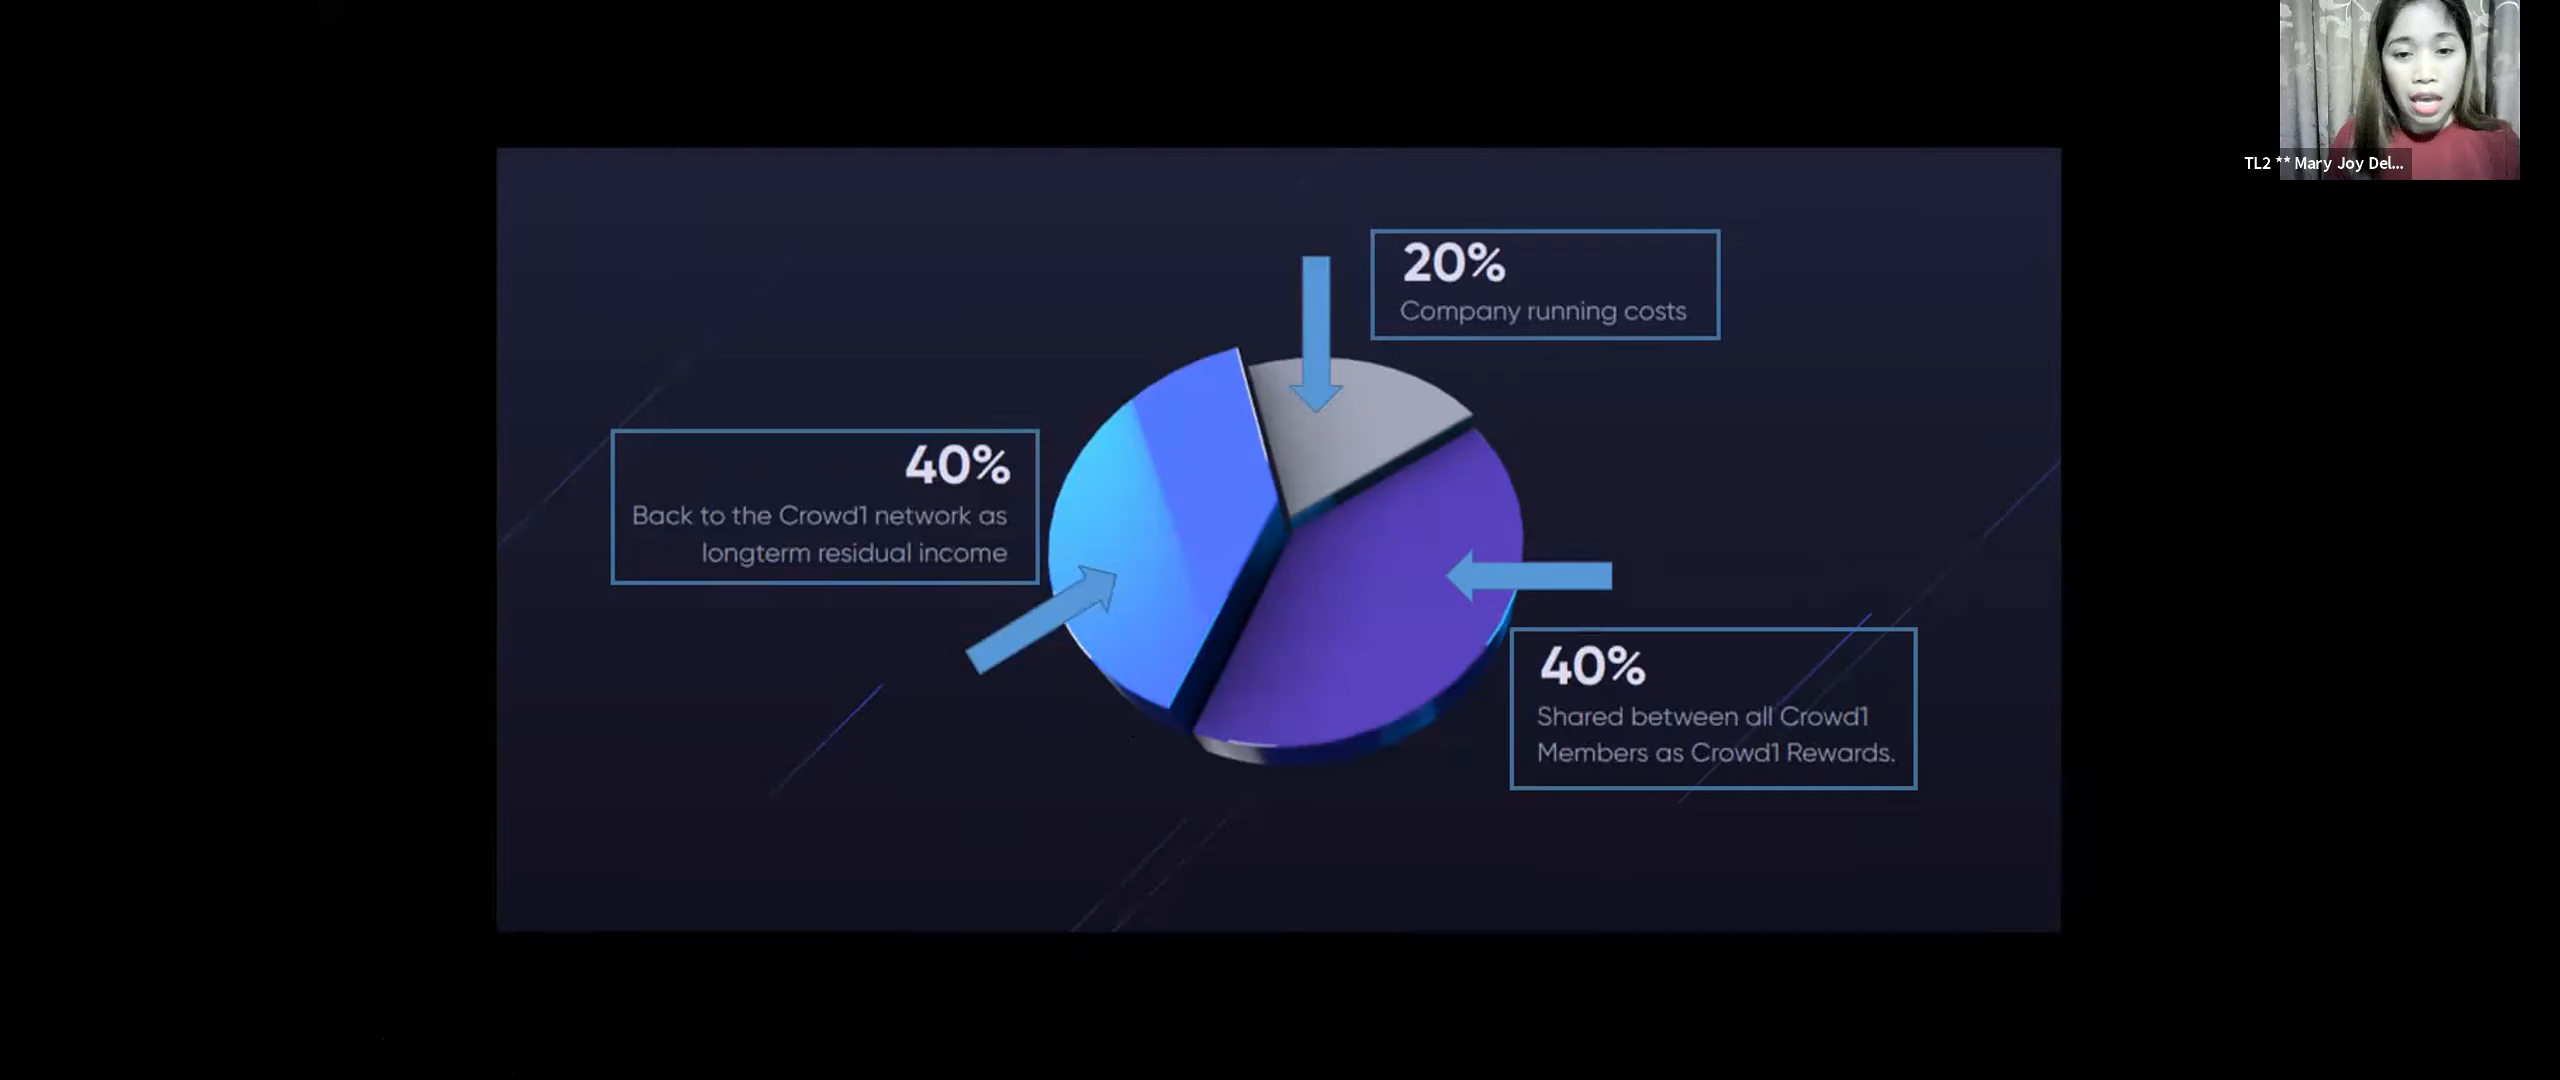 20%
Company running costs
40%
Back to the Crowd1 network as
longterm residual income
40%
Shared between all Crowd1
Members as Crowd1 Rewards.
TL2 ** Mary Joy Del...